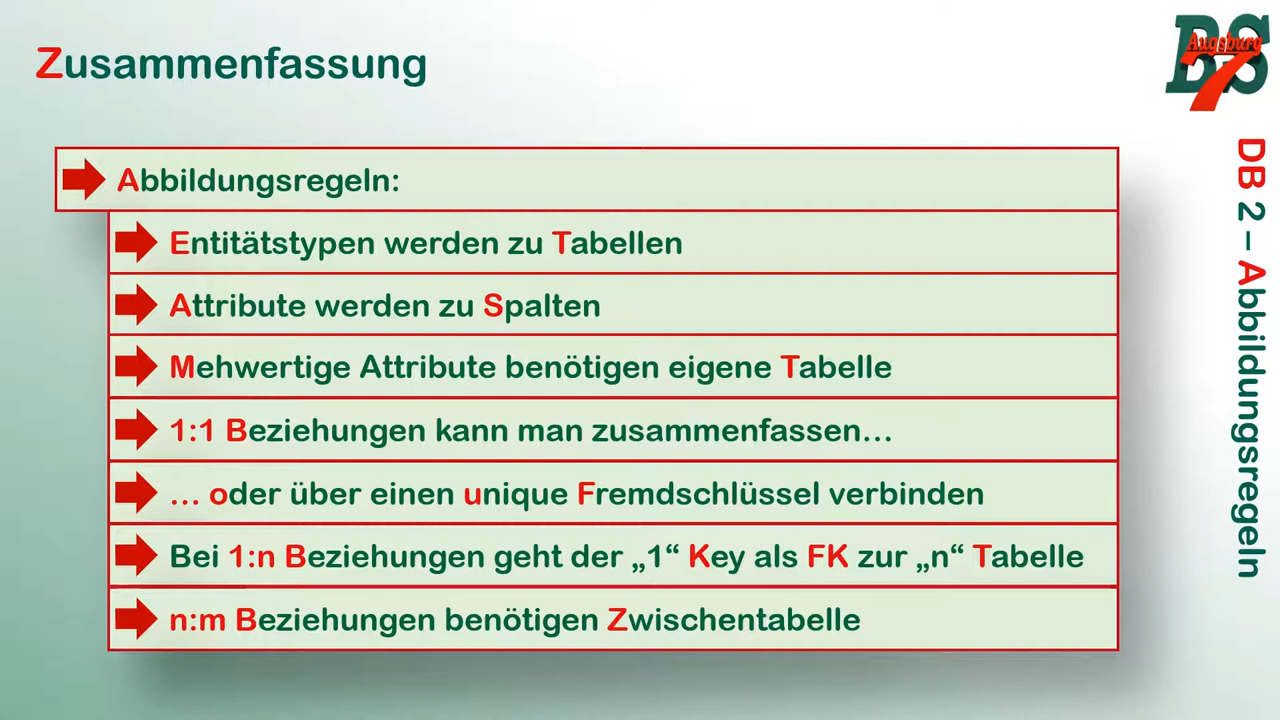 Zusammenfassung
Abbildungsregeln:
Entitätstypen werden zu Tabellen
Attribute werden zu Spalten
Mehwertige Attribute benötigen eigene Tabelle
1:1 Beziehungen kann man zusammenfassen...
... oder über einen unique Fremdschlüssel verbinden
Bei 1:n Beziehungen geht der „1“ Key als FK zur „n“ Tabelle
n:m Beziehungen benötigen Zwischentabelle
BS
Augsburg
7
DB 2 – Abbildungsregeln